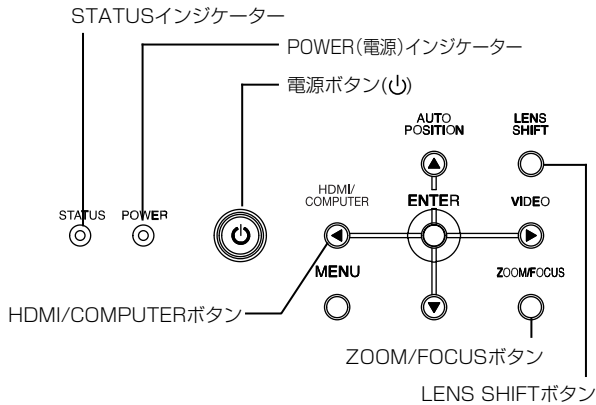 STATUSインジケーター
POWER(電源)インジケーター
電源ボタン(⏻)
AUTO
POSITION
LENS
SHIFT
HDMI/
COMPUTER
ENTER
VIDEO
STATUS
POWER
MENU
ZOOM/FOCUS
HDMI/COMPUTERボタン
ZOOM/FOCUSボタン
LENS SHIFTボタン